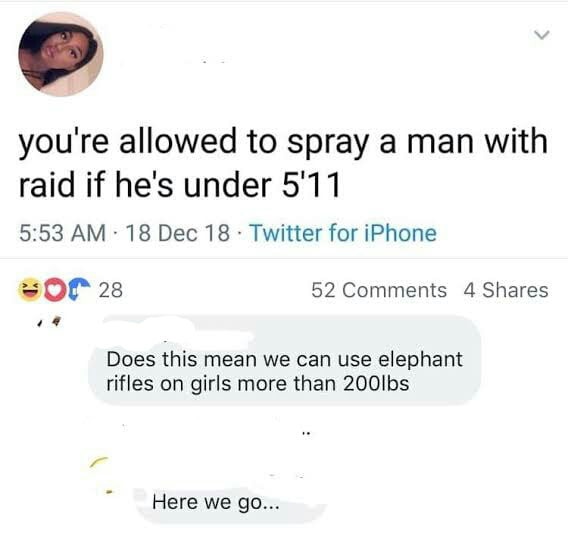 you're allowed to spray a man with
raid if he's under 5'11
5:53 AM · 18 Dec 18 · Twitter for iPhone
28
52 Comments 4 Shares
Does this mean we can use elephant
rifles on girls more than 200lbs
Here we go...